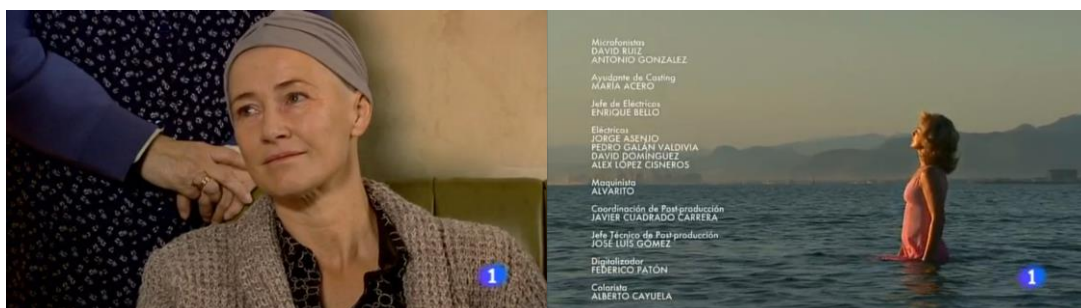 1
Microfonistas
DAVID RUIZ
ANTONIO GONZALEZ
Ayudante de Casting
MARÍA ACERO
Jefe de Eléctricos
ENRIQUE BELLO
Eléctricos
JORGE ASENJO
PEDRO GALÁN VALDIVIA
DAVID DOMÍNGUEZ
ALEX LÓPEZ CISNEROS
Maquinista
ALVARITO
Coordinación de Post-producción
JAVIER CUADRADO CARRERA
Jefe Técnico de Post-producción
JOSÉ LUIS GÓMEZ
Digitalizador
FEDERICO PATÓN
Colorista
ALBERTO CAYUELA
1